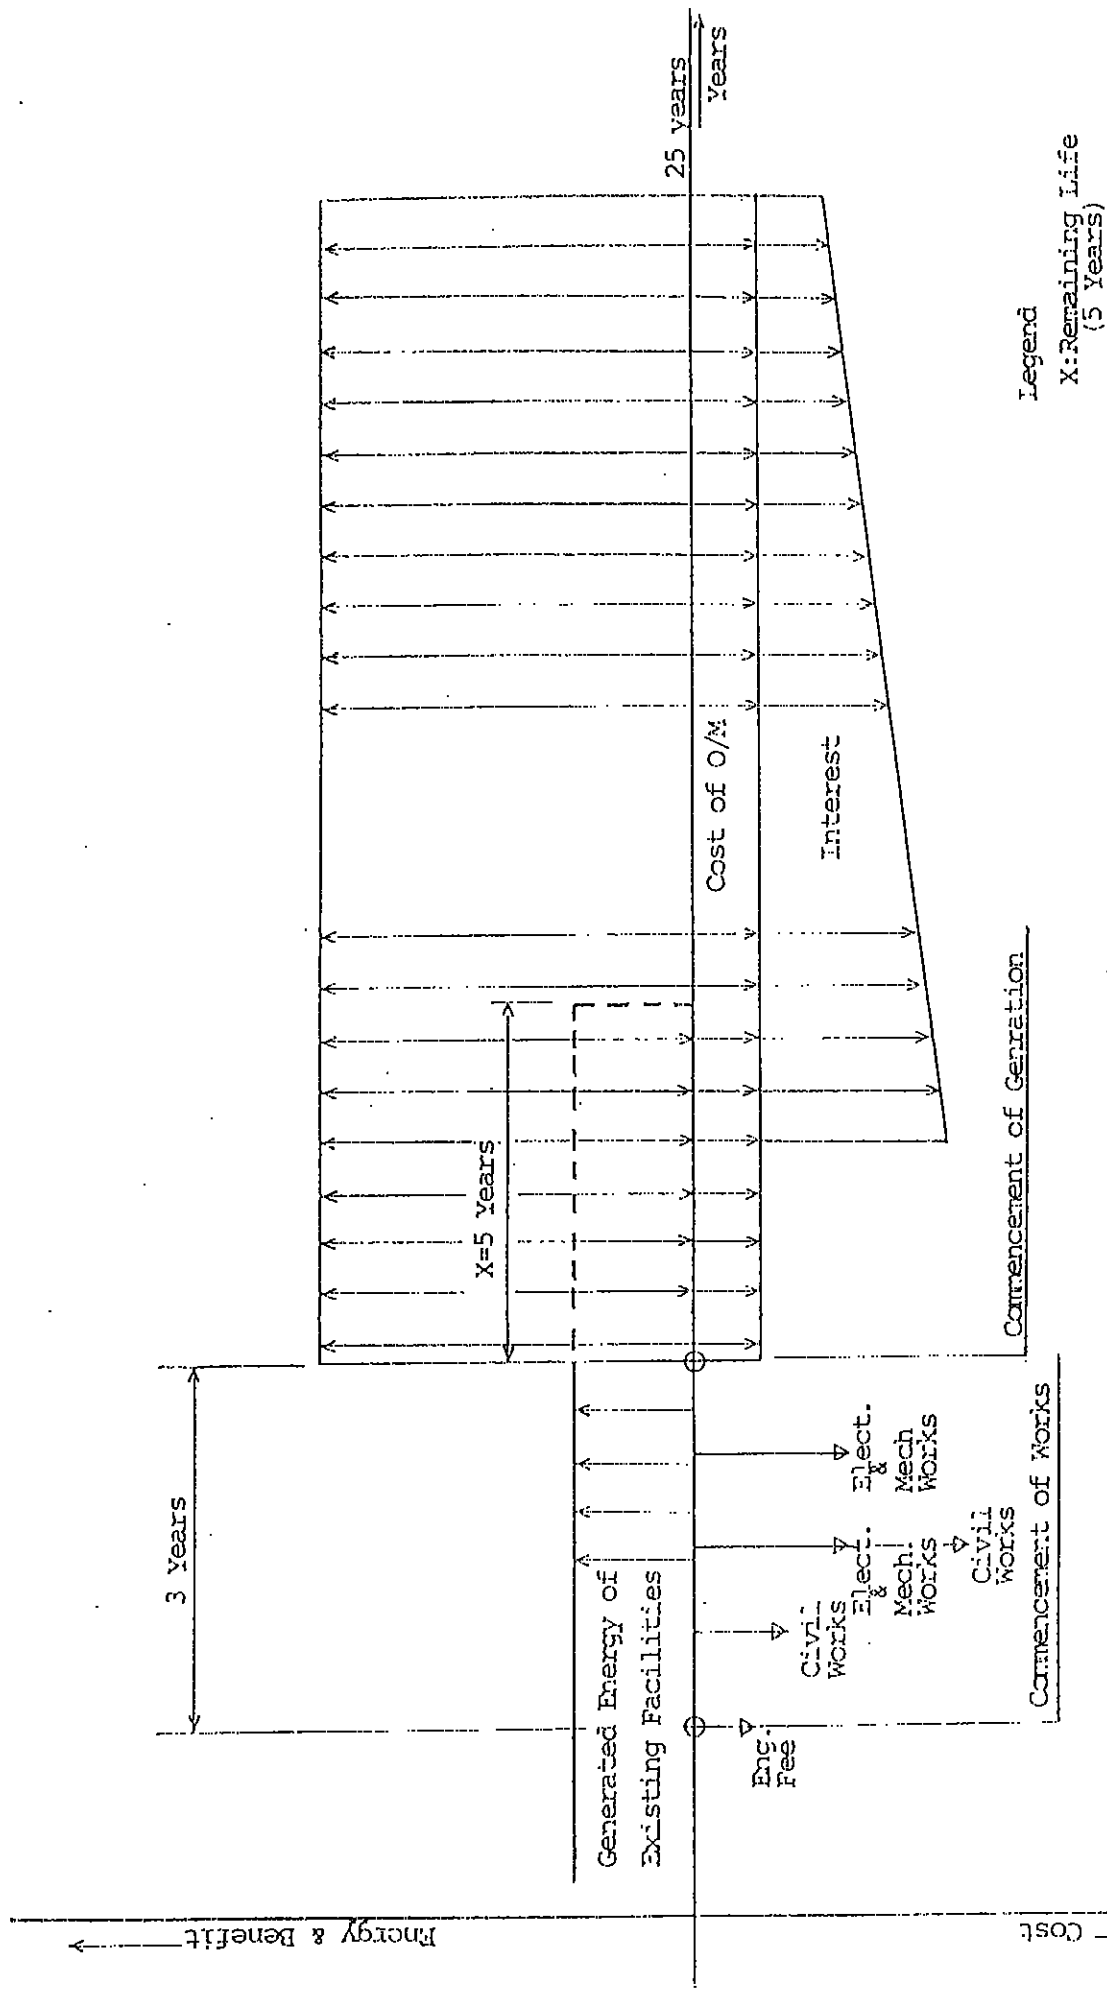 Energy & Benefit
Cost
3 Years
Generated Energy of
Existing Facilities
X=5 Years
25 years
Years
Cost of O/M
Interest
Eng.
Fee
Civil
Works
Elect.
&
Mech.
Works
Civil
Works
Elect.
&
Mech
Works
Commencement of Works
Commencement of Genration
Legend
X:Remaining Life
(5 Years)